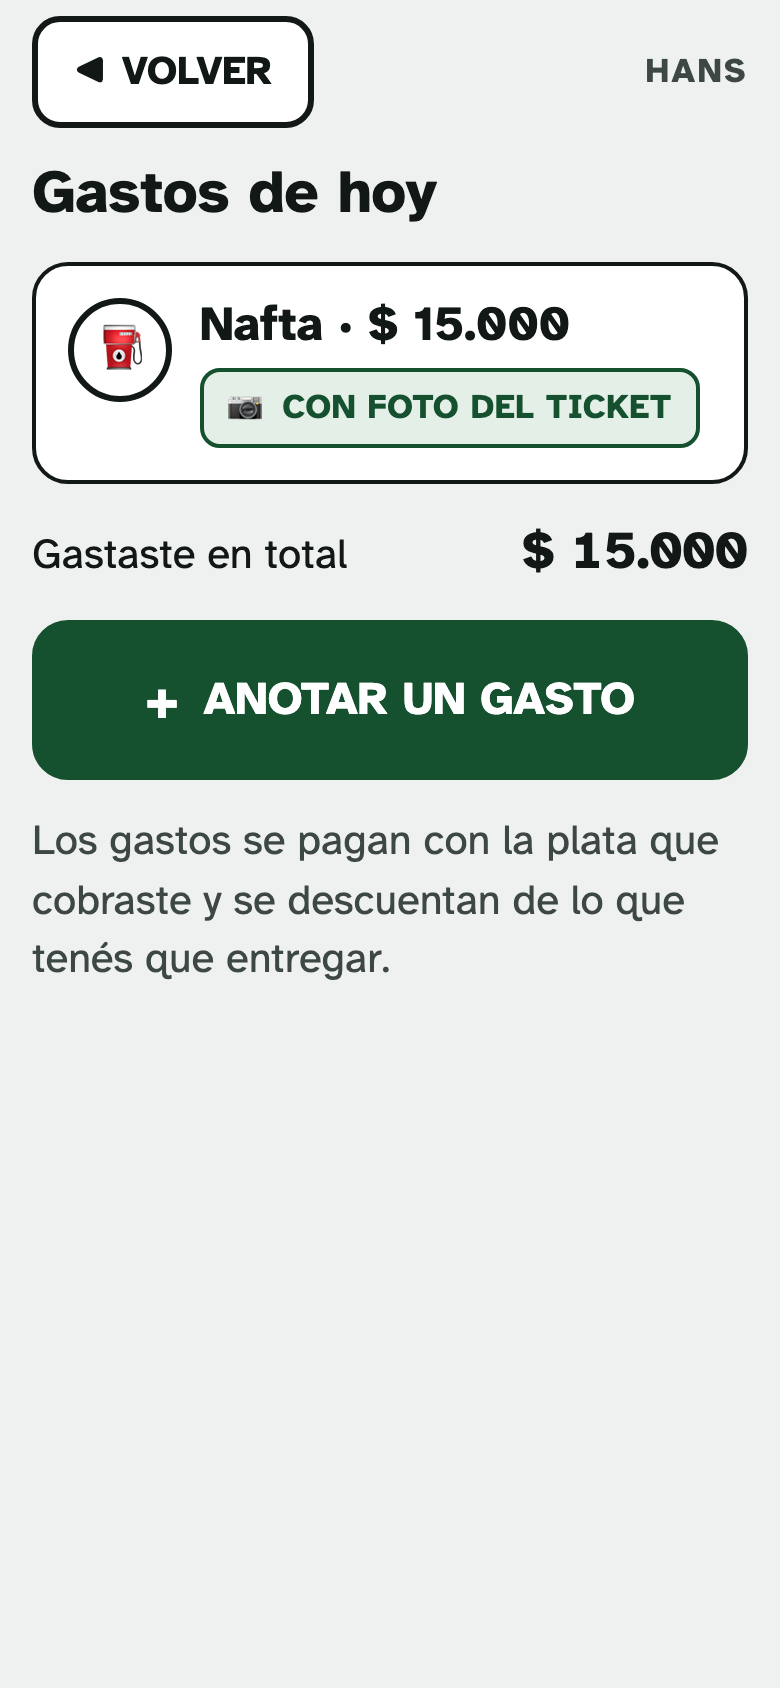 ◀ VOLVER
HANS
Gastos de hoy
Nafta · $ 15.000
CON FOTO DEL TICKET
Gastaste en total
$ 15.000
+ ANOTAR UN GASTO
Los gastos se pagan con la plata que
cobraste y se descuentan de lo que
tenés que entregar.